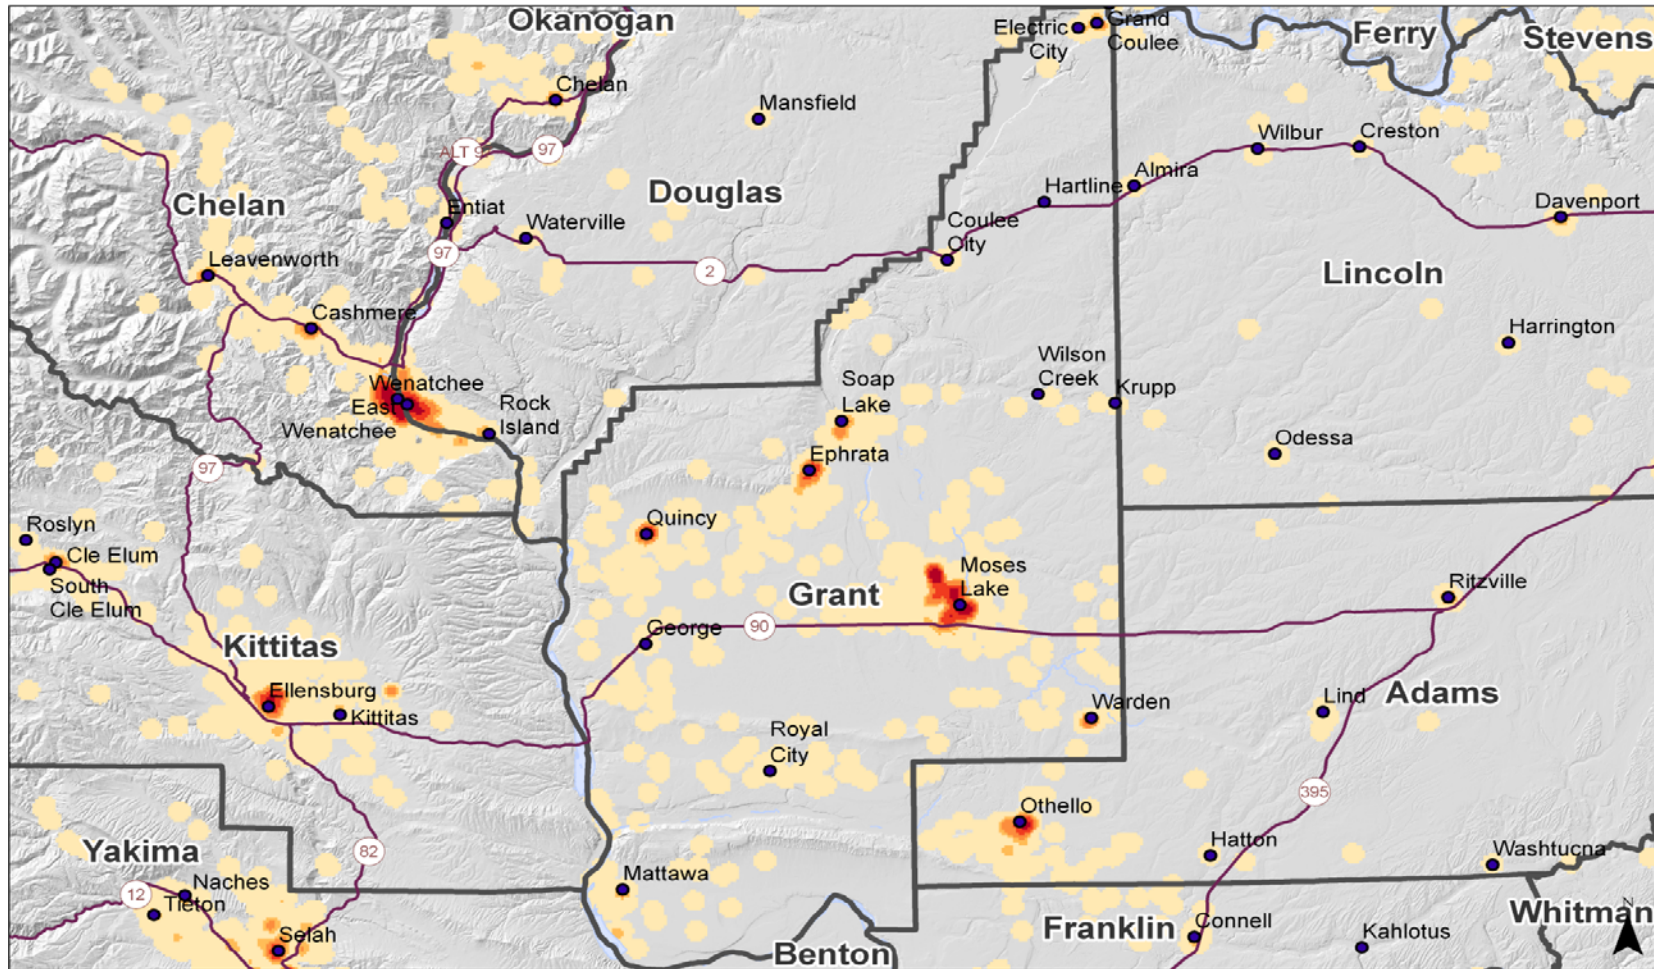 Okanogan
Electric
City
Grand
Coulee
Ferry
Stevens
Chelan
Mansfield
Wilbur
Creston
ALT 9
97
Almira
Hartline
Douglas
Chelan
Entiat
Waterville
Coulee
City
Davenport
97
Leavenworth
2
Lincoln
Cashmere
Harrington
Wilson
Creek
Krupp
Soap
Lake
Wenatchee
East
Wenatchee
Rock
Island
Odessa
Ephrata
97
Roslyn
Quincy
Cle Elum
South
Cle Elum
Moses
Lake
Ritzville
Grant
George
90
Kittitas
Ellensburg
Kittitas
Warden
Lind
Adams
Royal
City
395
Othello
Hatton
Washtucna
Yakima
82
Mattawa
12
Naches
Tieton
Selah
Benton
Franklin
Connell
Kahlotus
Whitman
N